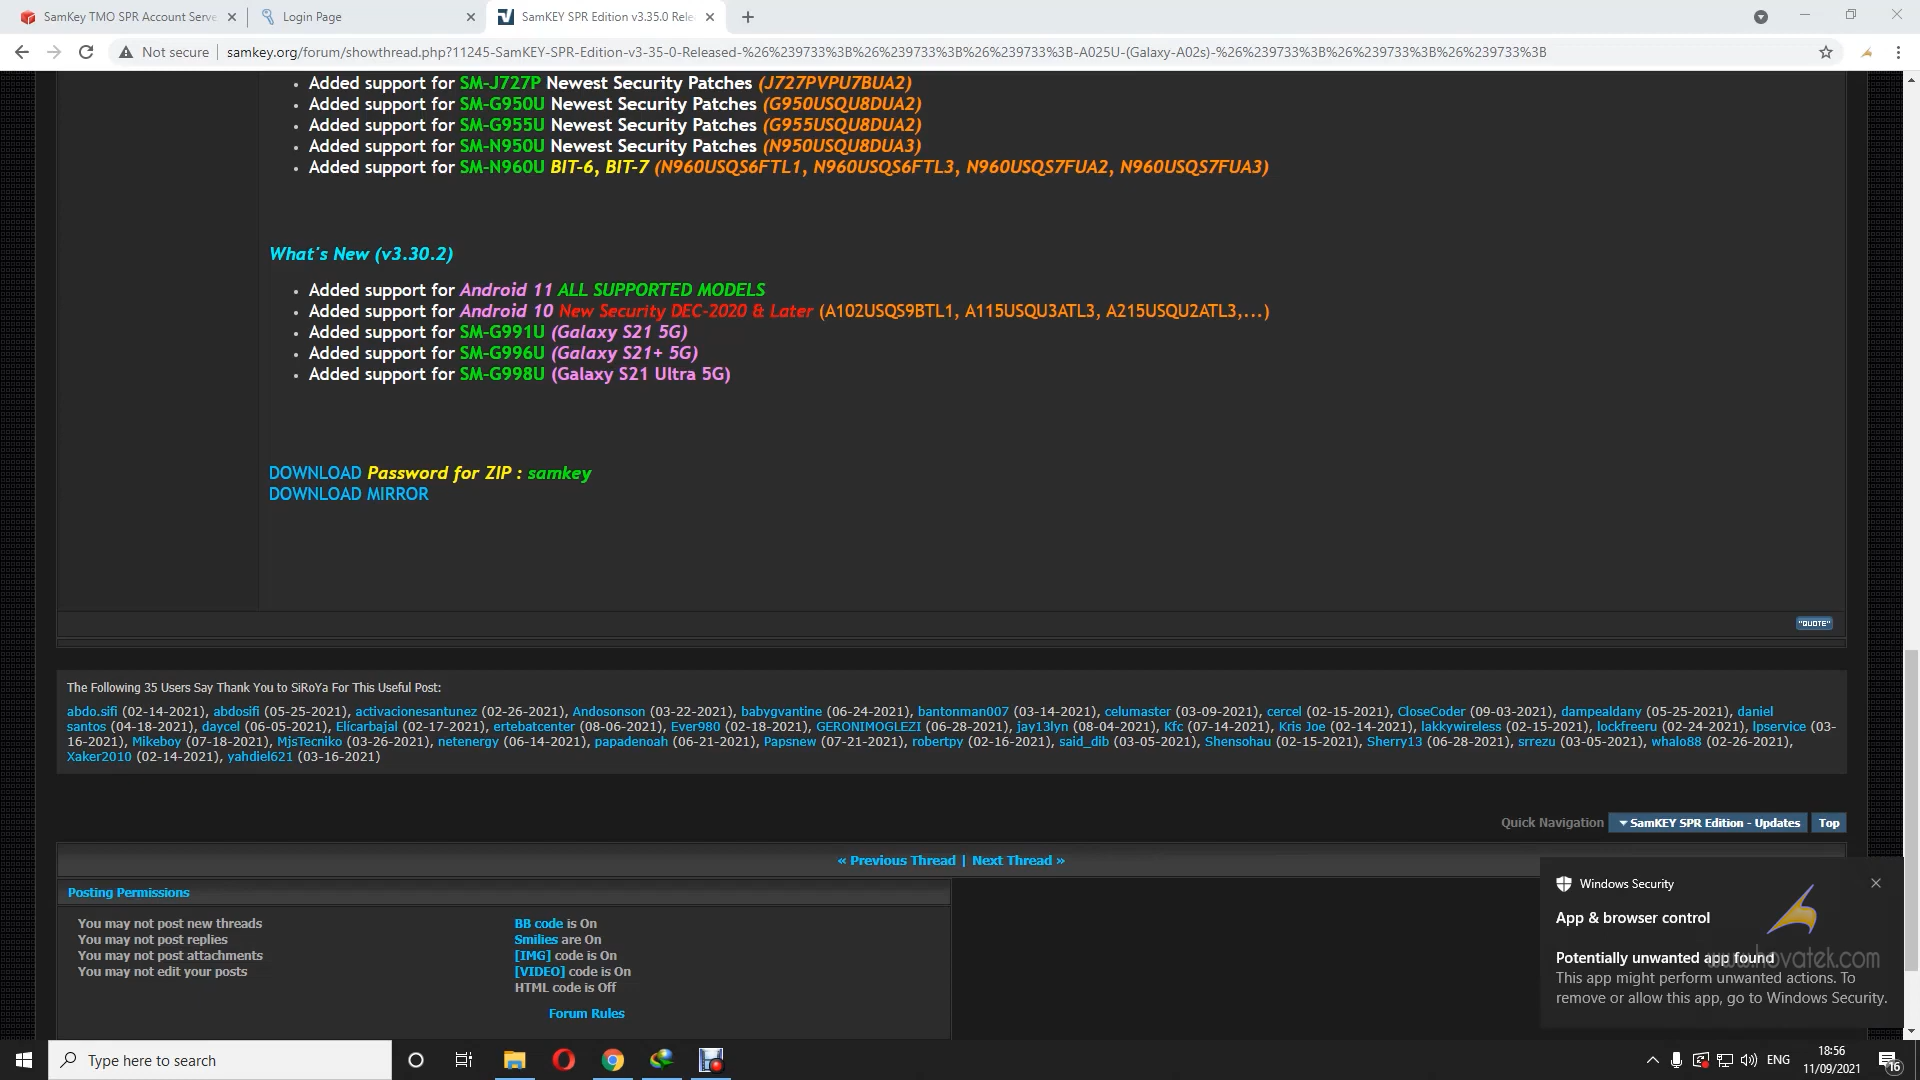 SamKey TMO SPR Account Serve
Login Page
SamKEY SPR Edition v3.35.0 Rele
Not secure
samkey.org/forum/showthread.php?11245-SamKEY-SPR-Edition-v3-35-0-Released-%26%239733%3B%26%239733%3B%26%239733%3B-A025U-(Galaxy-A02s)-%26%239733%3B%26%239733%3B%26%239733%3B
Added support for SM-J727P Newest Security Patches (J727PVPU7BUA2)
Added support for SM-G950U Newest Security Patches (G950USQU8DUA2)
Added support for SM-G955U Newest Security Patches (G955USQU8DUA2)
Added support for SM-N950U Newest Security Patches (N950USQU8DUA3)
Added support for SM-N960U BIT-6, BIT-7 (N960USQS6FTL1, N960USQS6FTL3, N960USQS7FUA2, N960USQS7FUA3)
What's New (v3.30.2)
Added support for Android 11 ALL SUPPORTED MODELS
Added support for Android 10 New Security DEC-2020 & Later (A102USQS9BTL1, A115USQU3ATL3, A215USQU2ATL3,...)
Added support for SM-G991U (Galaxy S21 5G)
Added support for SM-G996U (Galaxy S21+ 5G)
Added support for SM-G998U (Galaxy S21 Ultra 5G)
DOWNLOAD Password for ZIP : samkey
DOWNLOAD MIRROR
"QUOTE"
The Following 35 Users Say Thank You to SiRoYa For This Useful Post:
abdo.sifi (02-14-2021), abdosifi (05-25-2021), activacionesantunez (02-26-2021), Andosonson (03-22-2021), babygvantine (06-24-2021), bantonman007 (03-14-2021), celumaster (03-09-2021), cercel (02-15-2021), CloseCoder (09-03-2021), dampealdany (05-25-2021), daniel
santos (04-18-2021), daycel (06-05-2021), Elicarbajal (02-17-2021), ertebatcenter (08-06-2021), Ever980 (02-18-2021), GERONIMOGLEZI (06-28-2021), jay13lyn (08-04-2021), Kfc (07-14-2021), Kris Joe (02-14-2021), lakkywireless (02-15-2021), lockfreeru (02-24-2021), lpservice (03-
16-2021), Mikeboy (07-18-2021), MjsTecniko (03-26-2021), netenergy (06-14-2021), papadenoah (06-21-2021), Papsnew (07-21-2021), robertpy (02-16-2021), said_dib (03-05-2021), Shensohau (02-15-2021), Sherry13 (06-28-2021), srrezu (03-05-2021), whalo88 (02-26-2021),
Xaker2010 (02-14-2021), yahdiel621 (03-16-2021)
Quick Navigation SamKEY SPR Edition - Updates Top
« Previous Thread | Next Thread »
Posting Permissions
You may not post new threads
You may not post replies
You may not post attachments
You may not edit your posts
BB code is On
Smilies are On
[IMG] code is On
[VIDEO] code is On
HTML code is Off
Forum Rules
Windows Security
App & browser control
Potentially unwanted app found
This app might perform unwanted actions. To
remove or allow this app, go to Windows Security.
www.hovatek.com
Type here to search
ENG
18:56
11/09/2021
16